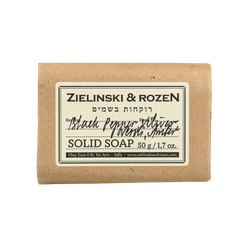 ZIELINSKI & ROZEN
רוקחות בשמים
Black Pepper, Vetiver,
Neroli, Amber
SOLID SOAP 50 g / 1,7 oz.